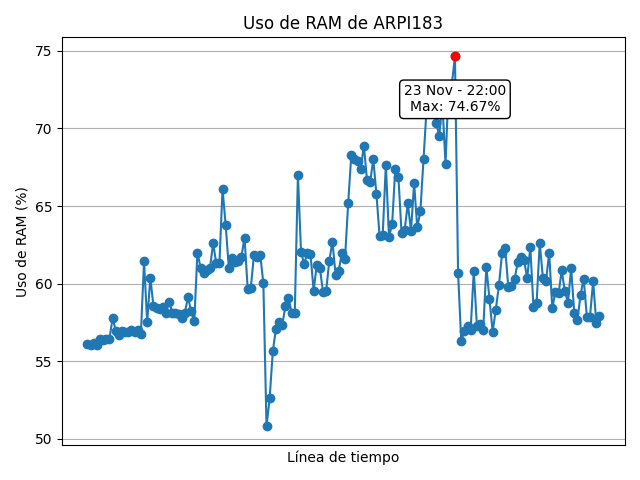 Uso de RAM de ARPI183
75
23 Nov - 22:00
Max: 74.67%
70
65
60
55
50
Uso de RAM (%)
Línea de tiempo